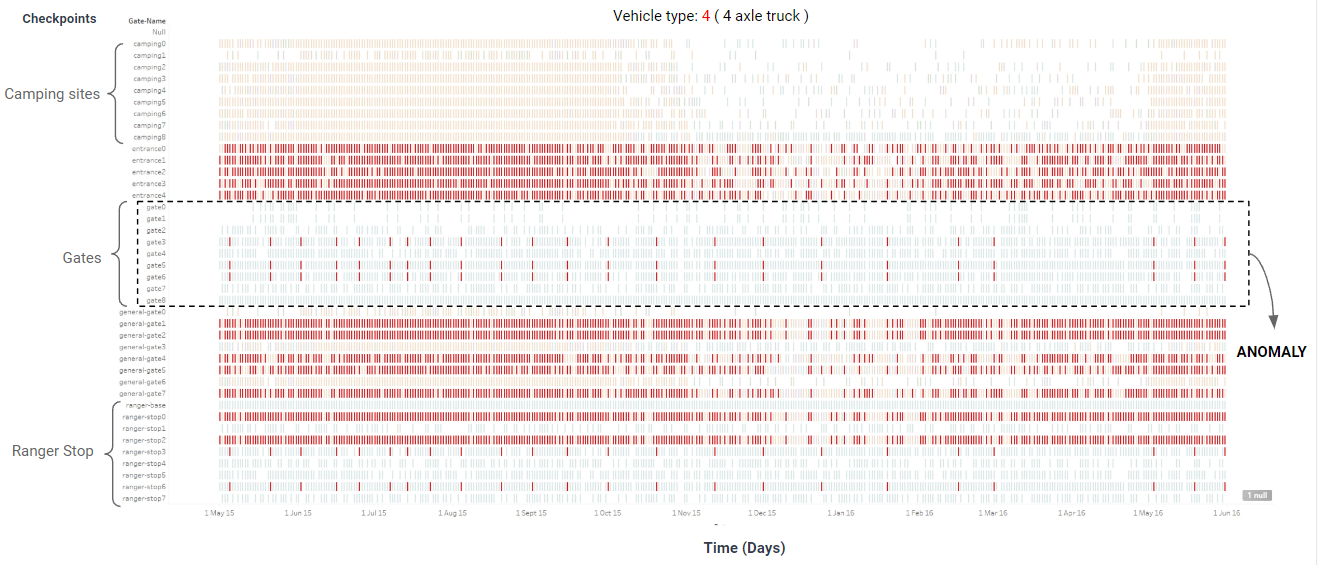 Vehicle type: 4 ( 4 axle truck )
Checkpoints
Gate-Name
Null
camping0
camping1
camping2
camping3
camping4
camping5
camping6
camping7
camping8
Camping sites
entrance0
entrance1
entrance2
entrance3
entrance4
gate0
gate1
gate2
gate3
gate4
gate5
gate6
gate7
gate8
Gates
ANOMALY
general-gate0
general-gate1
general-gate2
general-gate3
general-gate4
general-gate5
general-gate6
general-gate7
ranger-base
ranger-stop0
ranger-stop1
ranger-stop2
ranger-stop3
ranger-stop4
ranger-stop5
ranger-stop6
ranger-stop7
Ranger Stop
1 null
1 May 15 1 Jun 15 1 Jul 15 1 Aug 15 1 Sept 15 1 Oct 15 1 Nov 15 1 Dec 15 1 Jan 16 1 Feb 16 1 Mar 16 1 Apr 16 1 May 16 1 Jun 16
Time (Days)